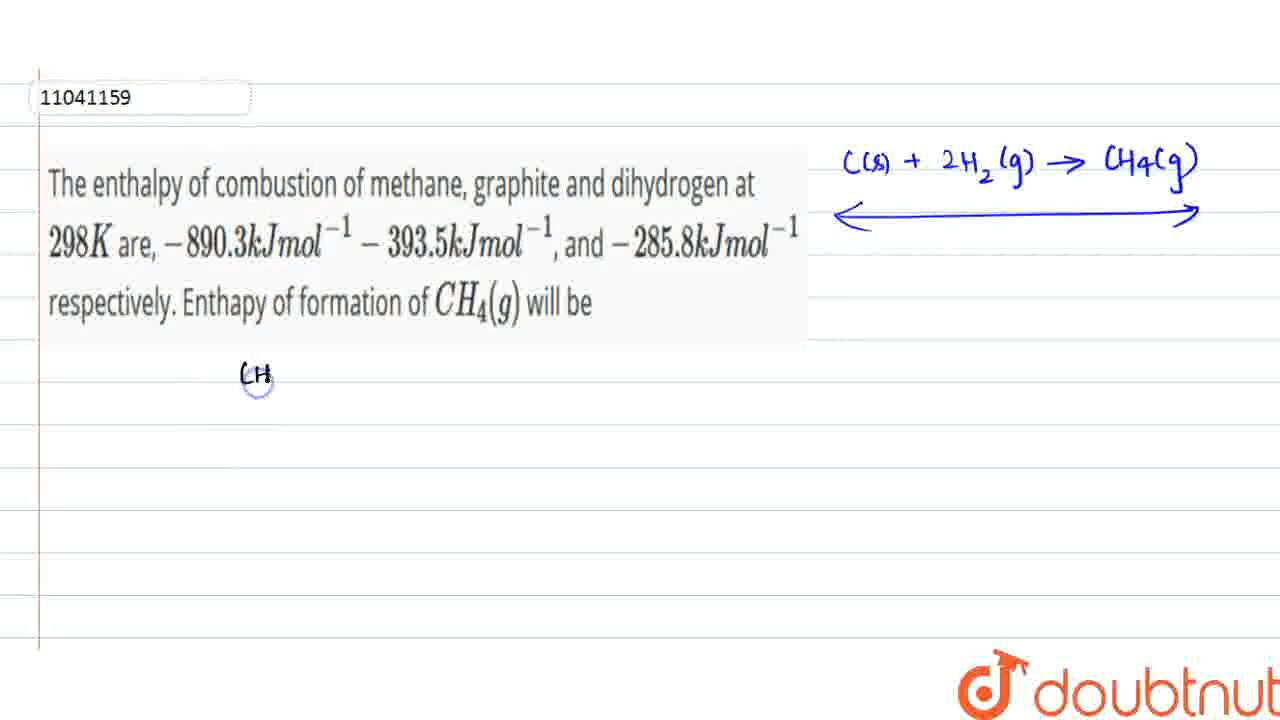 11041159
The enthalpy of combustion of methane, graphite and dihydrogen at
298K are, −890.3kJmol⁻¹ − 393.5kJmol⁻¹, and −285.8kJmol⁻¹
respectively. Enthapy of formation of CH₄(g) will be
C(s) + 2H₂(g) → CH₄(g)
CH
doubtnut